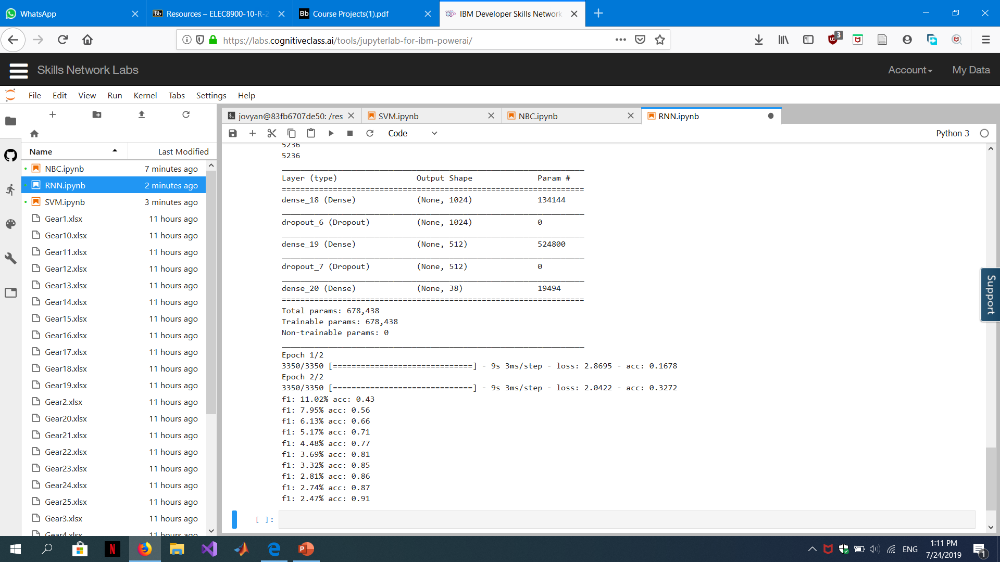 WhatsApp
Bb Resources – ELEC8900-10-R-2
Bb Course Projects(1).pdf
IBM Developer Skills Network
https://labs.cognitiveclass.ai/tools/jupyterlab-for-ibm-powerai/
3
Skills Network Labs
Account
My Data
File Edit View Run Kernel Tabs Settings Help
jovyan@83fb6707de50: /res
SVM.ipynb
NBC.ipynb
RNN.ipynb
Code
Python 3
Name Last Modified
NBC.ipynb 7 minutes ago
RNN.ipynb 2 minutes ago
SVM.ipynb 3 minutes ago
Gear1.xlsx 11 hours ago
Gear10.xlsx 11 hours ago
Gear11.xlsx 11 hours ago
Gear12.xlsx 11 hours ago
Gear13.xlsx 11 hours ago
Gear14.xlsx 11 hours ago
Gear15.xlsx 11 hours ago
Gear16.xlsx 11 hours ago
Gear17.xlsx 11 hours ago
Gear18.xlsx 11 hours ago
Gear19.xlsx 11 hours ago
Gear2.xlsx 11 hours ago
Gear20.xlsx 11 hours ago
Gear21.xlsx 11 hours ago
Gear22.xlsx 11 hours ago
Gear23.xlsx 11 hours ago
Gear24.xlsx 11 hours ago
Gear25.xlsx 11 hours ago
Gear3.xlsx 11 hours ago
Gear4.xlsx 11 hours ago
5236
5236
_________________________________________________________________
Layer (type) Output Shape Param #
=================================================================
dense_18 (Dense) (None, 1024) 134144
_________________________________________________________________
dropout_6 (Dropout) (None, 1024) 0
_________________________________________________________________
dense_19 (Dense) (None, 512) 524800
_________________________________________________________________
dropout_7 (Dropout) (None, 512) 0
_________________________________________________________________
dense_20 (Dense) (None, 38) 19494
=================================================================
Total params: 678,438
Trainable params: 678,438
Non-trainable params: 0
_________________________________________________________________
Epoch 1/2
3350/3350 [==============================] - 9s 3ms/step - loss: 2.8695 - acc: 0.1678
Epoch 2/2
3350/3350 [==============================] - 9s 3ms/step - loss: 2.0422 - acc: 0.3272
f1: 11.02% acc: 0.43
f1: 7.95% acc: 0.56
f1: 6.13% acc: 0.66
f1: 5.17% acc: 0.71
f1: 4.48% acc: 0.77
f1: 3.69% acc: 0.81
f1: 3.32% acc: 0.85
f1: 2.81% acc: 0.86
f1: 2.74% acc: 0.87
f1: 2.47% acc: 0.91
[ ]:
Support
ENG
1:11 PM
7/24/2019
1